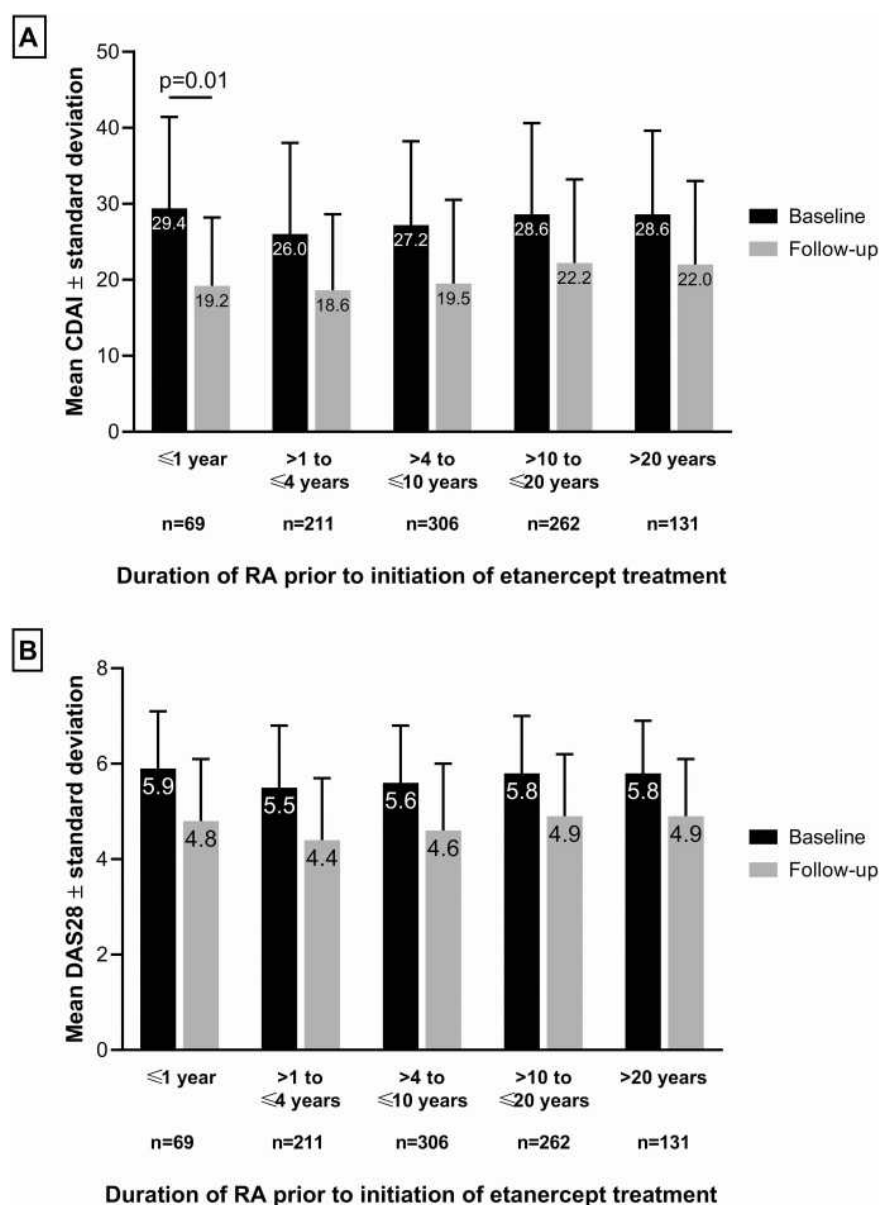 A
p=0.01
Mean CDAI ± standard deviation
50
40
30
20
10
0
29.4
19.2
26.0
18.6
27.2
19.5
28.6
22.2
28.6
22.0
Baseline
Follow-up
⩽1 year
>1 to
⩽4 years
>4 to
⩽10 years
>10 to
⩽20 years
>20 years
n=69
n=211
n=306
n=262
n=131
Duration of RA prior to initiation of etanercept treatment
B
Mean DAS28 ± standard deviation
8
6
4
2
0
5.9
4.8
5.5
4.4
5.6
4.6
5.8
4.9
5.8
4.9
Baseline
Follow-up
⩽1 year
>1 to
⩽4 years
>4 to
⩽10 years
>10 to
⩽20 years
>20 years
n=69
n=211
n=306
n=262
n=131
Duration of RA prior to initiation of etanercept treatment